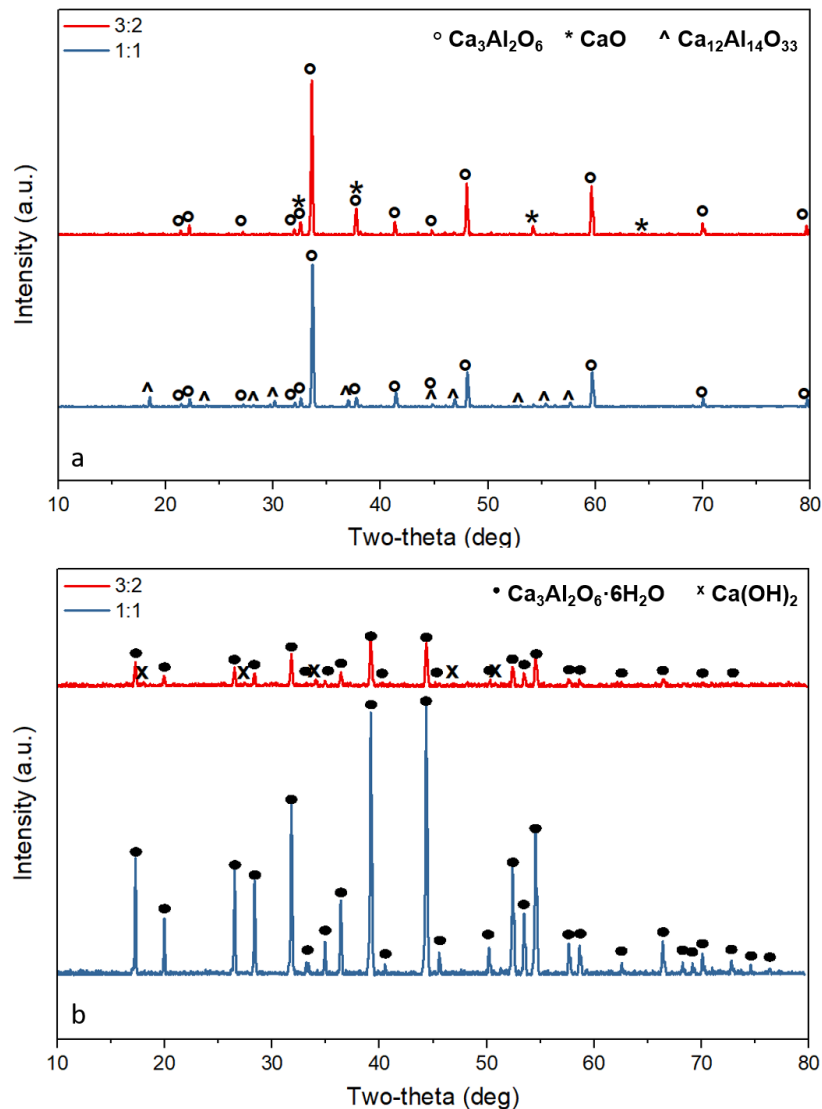 3:2
1:1
° Ca₃Al₂O₆ * CaO ^ Ca₁₂Al₁₄O₃₃
Intensity (a.u.)
a
10 20 30 40 50 60 70 80
Two-theta (deg)
3:2
1:1
• Ca₃Al₂O₆·6H₂O x Ca(OH)₂
Intensity (a.u.)
b
10 20 30 40 50 60 70 80
Two-theta (deg)